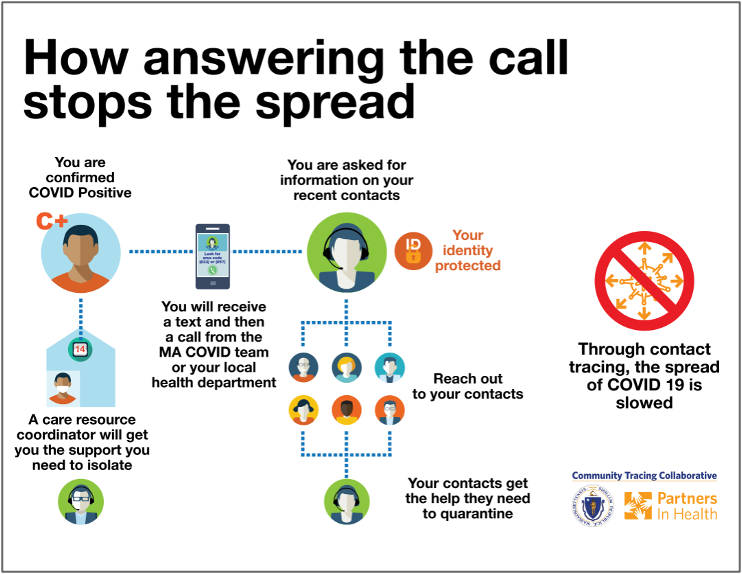 How answering the call
stops the spread
You are
confirmed
COVID Positive
C+
You are asked for
information on your
recent contacts
ID
Your
identity
protected
Look for
area code
(833) or (857)
You will receive
a text and then
a call from the
MA COVID team
or your local
health department
14
A care resource
coordinator will get
you the support you
need to isolate
Reach out
to your contacts
Your contacts get
the help they need
to quarantine
Through contact
tracing, the spread
of COVID 19 is
slowed
Community Tracing Collaborative
Partners
In Health